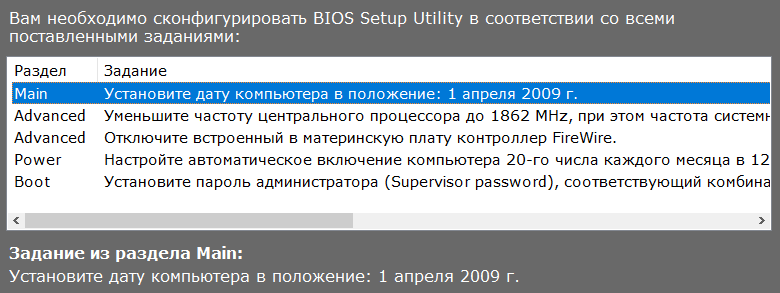 Вам необходимо сконфигурировать BIOS Setup Utility в соответствии со всеми
поставленными заданиями:
Раздел Задание
Main Установите дату компьютера в положение: 1 апреля 2009 г.
Advanced Уменьшите частоту центрального процессора до 1862 MHz, при этом частота системн
Advanced Отключите встроенный в материнскую плату контроллер FireWire.
Power Настройте автоматическое включение компьютера 20-го числа каждого месяца в 12
Boot Установите пароль администратора (Supervisor password), соответствующий комбина
Задание из раздела Main:
Установите дату компьютера в положение: 1 апреля 2009 г.